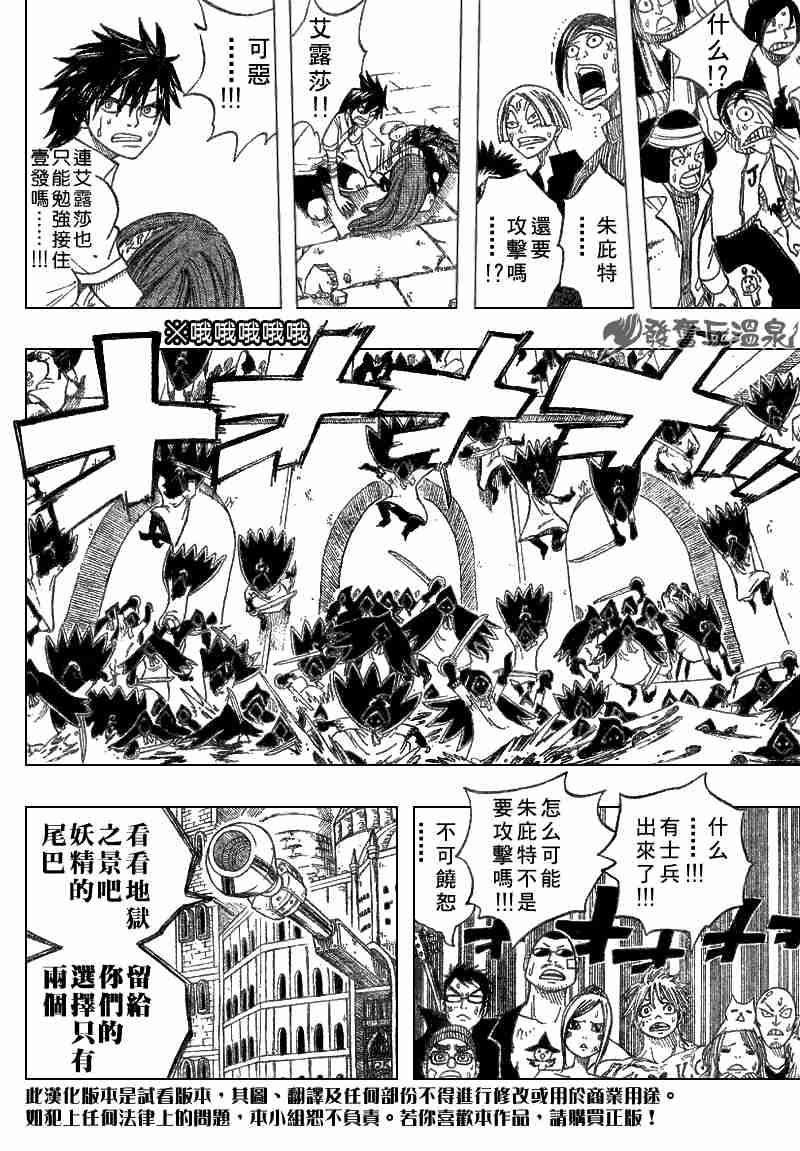 什么!?
朱庇特
還要
攻擊嗎
……!?
艾露莎!!
可惡
……!!!
連艾露莎也
只能勉強接住
壹發嗎……!!!
※哦哦哦哦哦
發奮在溫泉
オオオオオ
什么
……!!!
有士兵
出來了!!!
怎么可能
朱庇特不是
要攻擊嗎!!!
……
不可饒恕
看看地獄
之景吧
妖精的
尾巴
留給
你們的
選擇只有
兩個
此漢化版本是試看版本，其圖、翻譯及任何部份不得進行修改或用於商業用途。
如犯上任何法律上的問題，本小組恕不負責。若你喜歡本作品，請購買正版！